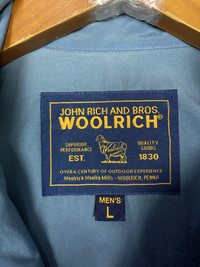 JOHN RICH AND BROS.
WOOLRICH®
SUPERIOR PERFORMANCE
QUALITY GOODS
EST. 1830
OVER A CENTURY OF OUTDOOR EXPERIENCE
Woolrich Woolen Mills - WOOLRICH, PENNA
MEN'S
L